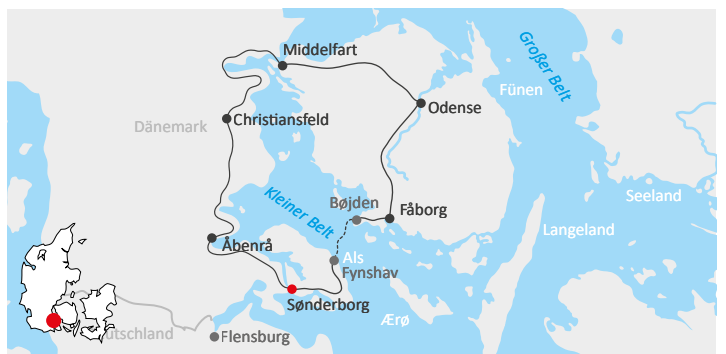 Middelfart
Großer Belt
Fünen
Odense
Christiansfeld
Dänemark
Kleiner Belt
Bøjden
Fåborg
Seeland
Langeland
Åbenrå
Als
Fynshav
Sønderborg
Ærø
Flensburg